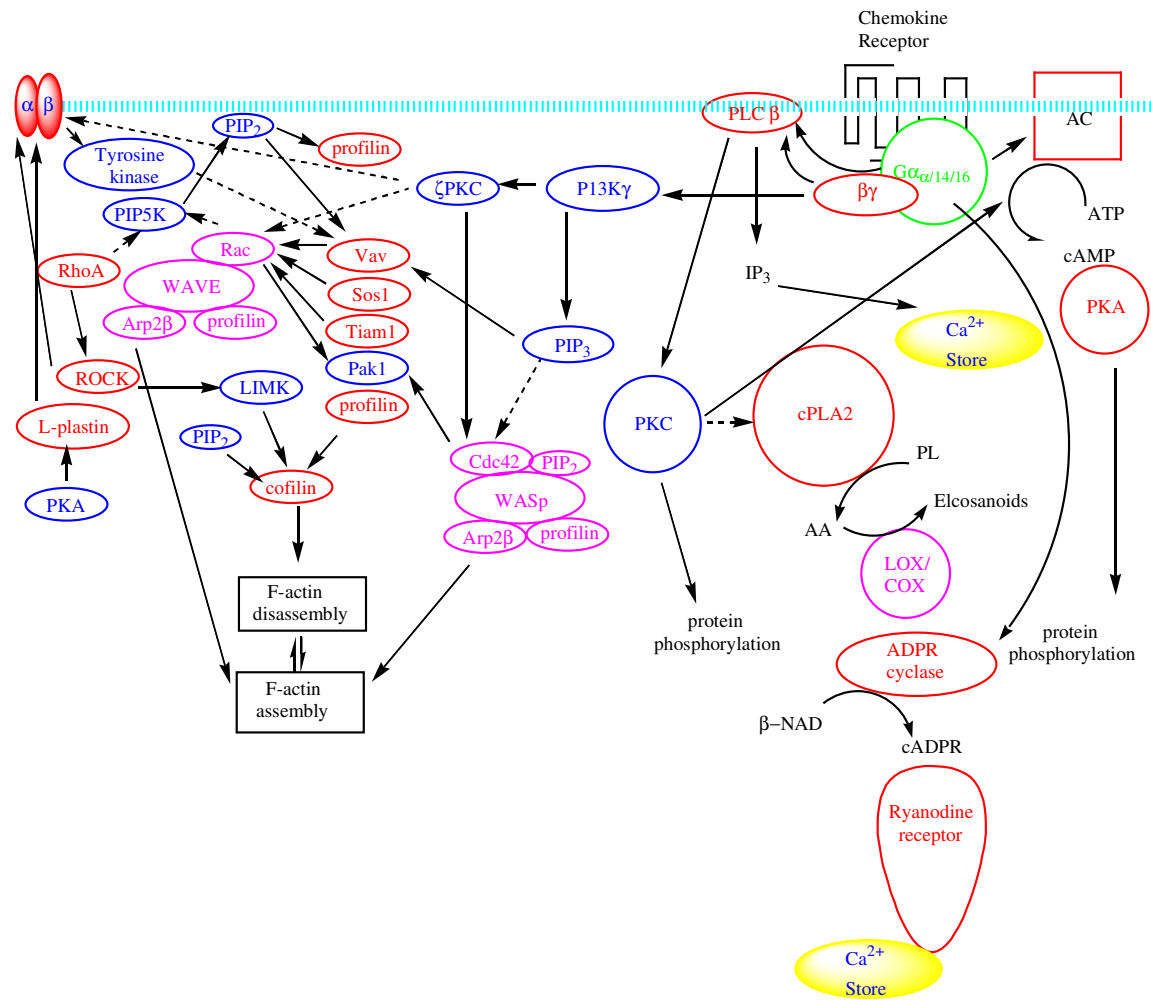 Chemokine
Receptor
α β
PLC β
AC
PIP2
profilin
Tyrosine
kinase
ζPKC
P13Kγ
βγ
Gαα/14/16
PIP5K
ATP
Rac
Vav
cAMP
RhoA
IP3
WAVE
Sos1
PKA
Arp2β
profilin
Tiam1
Ca2+
Store
PIP3
Pak1
ROCK
LIMK
profilin
L-plastin
PKC
cPLA2
PIP2
PL
Cdc42
PIP2
cofilin
PKA
WASp
Elcosanoids
AA
Arp2β
profilin
LOX/
COX
F-actin
disassembly
protein
phosphorylation
protein
phosphorylation
ADPR
cyclase
F-actin
assembly
β−NAD
cADPR
Ryanodine
receptor
Ca2+
Store